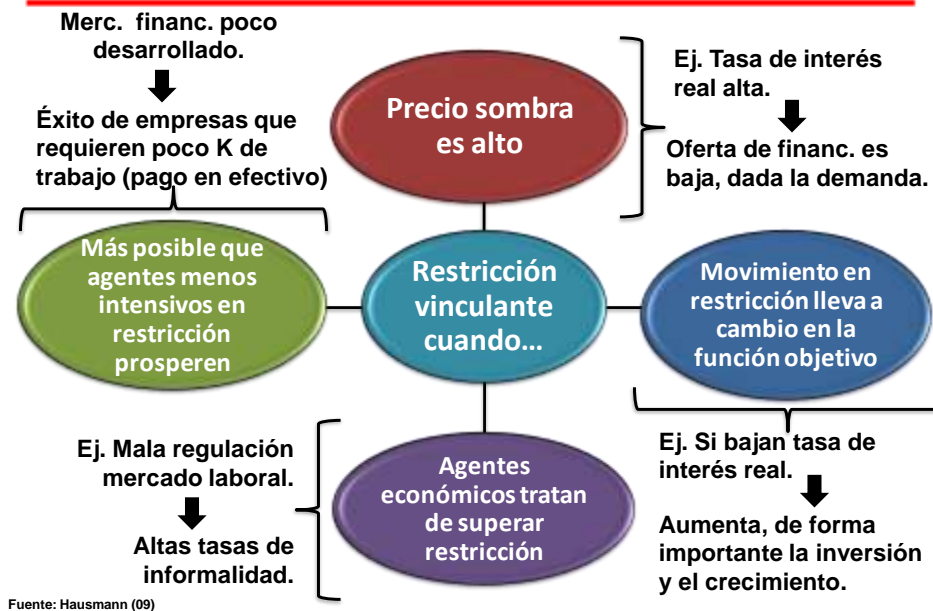 Merc. financ. poco
desarrollado.
Éxito de empresas que
requieren poco K de
trabajo (pago en efectivo)
Precio sombra
es alto
Ej. Tasa de interés
real alta.
Oferta de financ. es
baja, dada la demanda.
Más posible que
agentes menos
intensivos en
restricción
prosperen
Restricción
vinculante
cuando...
Movimiento en
restricción lleva a
cambio en la
función objetivo
Ej. Mala regulación
mercado laboral.
Altas tasas de
informalidad.
Agentes
económicos tratan
de superar
restricción
Ej. Si bajan tasa de
interés real.
Aumenta, de forma
importante la inversión
y el crecimiento.
Fuente: Hausmann (09)